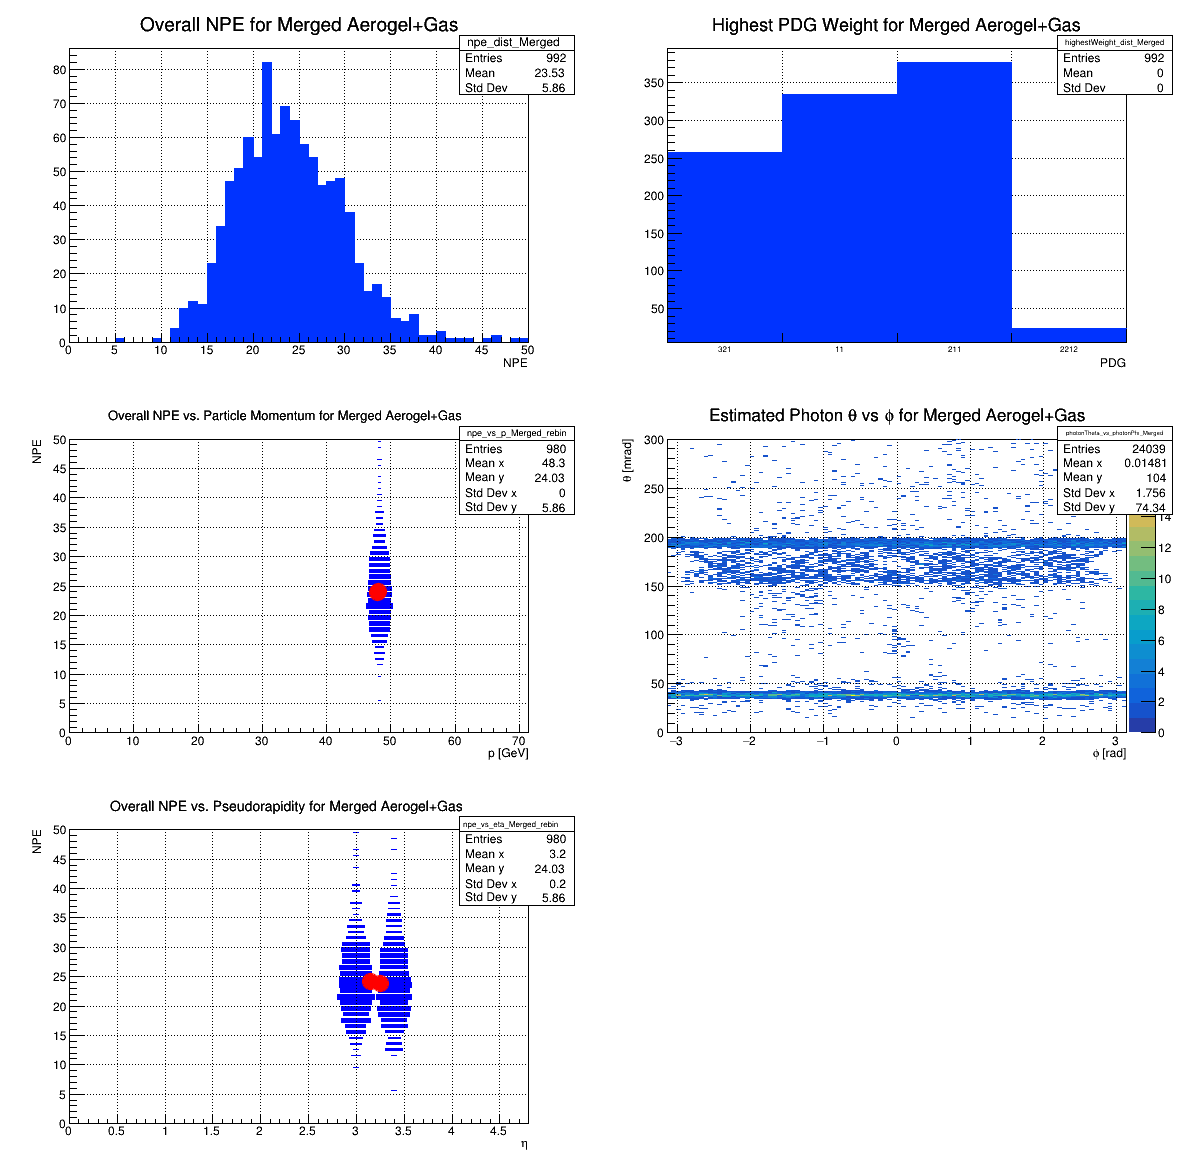 Overall NPE for Merged Aerogel+Gas
npe_dist_Merged
Entries 992
Mean 23.53
Std Dev 5.86
80
70
60
50
40
30
20
10
0
0 5 10 15 20 25 30 35 40 45 50
NPE
Highest PDG Weight for Merged Aerogel+Gas
highestWeight_dist_Merged
Entries 992
Mean 0
Std Dev 0
350
300
250
200
150
100
50
321 11 211 2212
PDG
Overall NPE vs. Particle Momentum for Merged Aerogel+Gas
npe_vs_p_Merged_rebin
Entries 980
Mean x 48.3
Mean y 24.03
Std Dev x 0
Std Dev y 5.86
NPE
50
45
40
35
30
25
20
15
10
5
0
0 10 20 30 40 50 60 70
p [GeV]
Estimated Photon θ vs ϕ for Merged Aerogel+Gas
photonTheta_vs_photonPhi_Merged
Entries 24039
Mean x 0.01481
Mean y 104
Std Dev x 1.756
Std Dev y 74.34
θ [mrad]
300
250
200
150
100
50
0
−3 −2 −1 0 1 2 3
ϕ [rad]
14
12
10
8
6
4
2
0
Overall NPE vs. Pseudorapidity for Merged Aerogel+Gas
npe_vs_eta_Merged_rebin
Entries 980
Mean x 3.2
Mean y 24.03
Std Dev x 0.2
Std Dev y 5.86
NPE
50
45
40
35
30
25
20
15
10
5
0
0 0.5 1 1.5 2 2.5 3 3.5 4 4.5
η